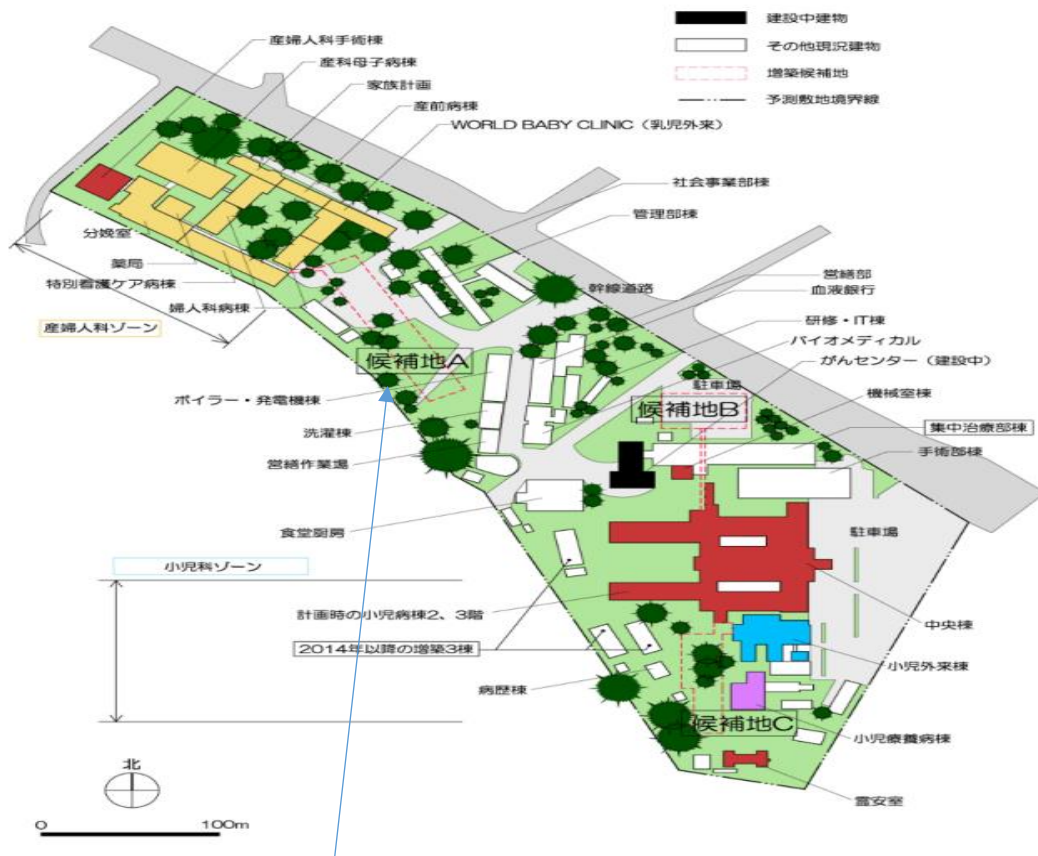 建設中建物
その他現況建物
増築候補地
予測敷地境界線
産婦人科手術棟
産科母子病棟
家族計画
産前病棟
WORLD BABY CLINIC（乳児外来）
社会事業部棟
管理部棟
営繕部
幹線道路
血液銀行
研修・IT棟
バイオメディカル
がんセンター（建設中）
駐車場
機械室棟
集中治療部棟
手術部棟
分娩室
薬局
特別看護ケア病棟
婦人科病棟
産婦人科ゾーン
候補地A
候補地B
ボイラー・発電機棟
洗濯棟
営繕作業場
食堂厨房
駐車場
小児科ゾーン
計画時の小児病棟2、3階
中央棟
2014年以降の増築3棟
小児外来棟
病歴棟
候補地C
小児療養病棟
霊安室
北
0
100m